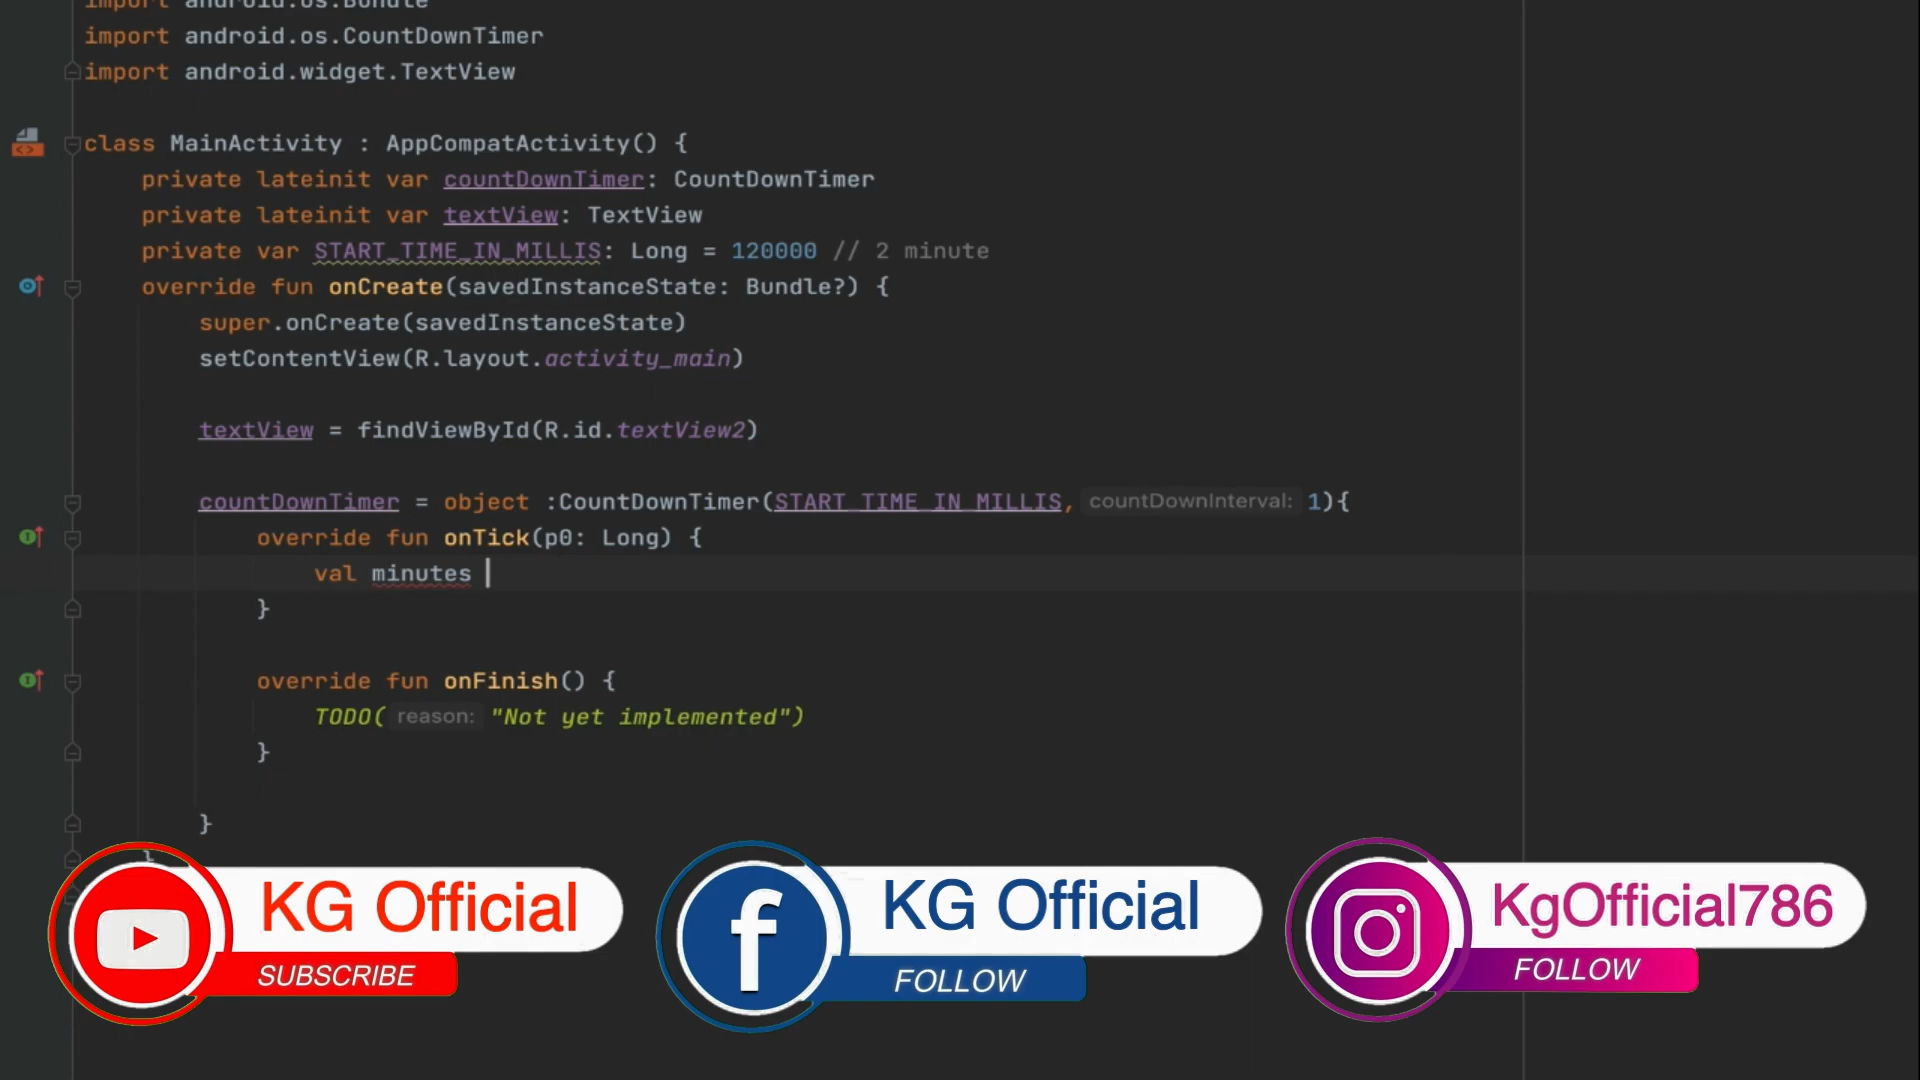 import android.os.Bundle
import android.os.CountDownTimer
import android.widget.TextView
class MainActivity : AppCompatActivity() {
private lateinit var countDownTimer: CountDownTimer
private lateinit var textView: TextView
private var START_TIME_IN_MILLIS: Long = 120000 // 2 minute
override fun onCreate(savedInstanceState: Bundle?) {
super.onCreate(savedInstanceState)
setContentView(R.layout.activity_main)
textView = findViewById(R.id.textView2)
countDownTimer = object :CountDownTimer(START_TIME_IN_MILLIS, countDownInterval: 1){
override fun onTick(p0: Long) {
val minutes
}
override fun onFinish() {
TODO( reason: "Not yet implemented")
}
}
}
KG Official
SUBSCRIBE
KG Official
FOLLOW
KgOfficial786
FOLLOW